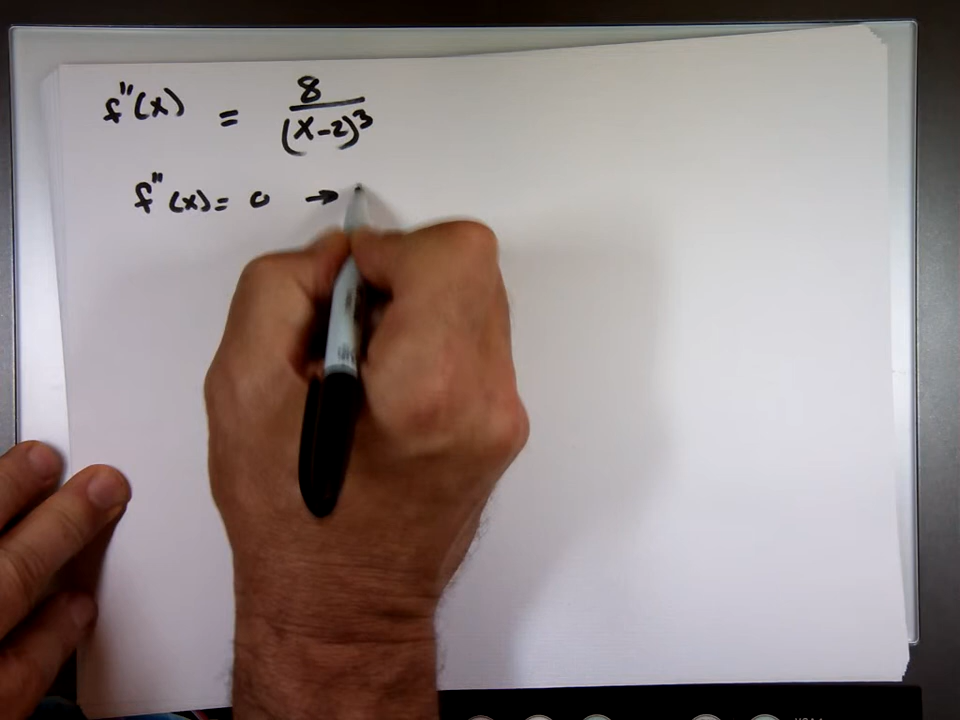 f''(x) = 8/(x-2)^3
f''(x) = 0 →